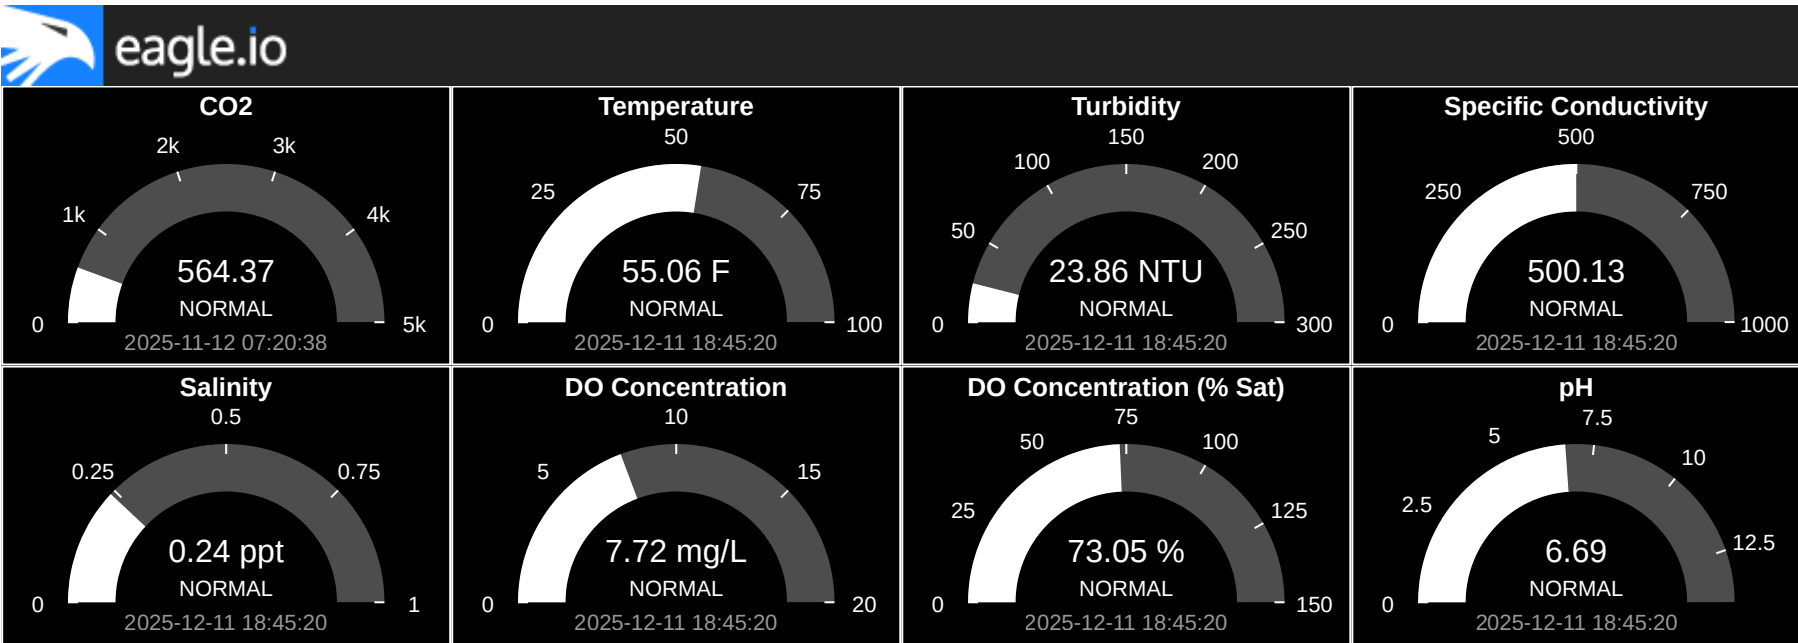 eagle.io
CO2
2k
3k
1k
4k
0
5k
564.37
NORMAL
2025-11-12 07:20:38
Temperature
50
25
75
0
100
55.06 F
NORMAL
2025-12-11 18:45:20
Turbidity
150
100
200
50
250
0
300
23.86 NTU
NORMAL
2025-12-11 18:45:20
Specific Conductivity
500
250
750
0
1000
500.13
NORMAL
2025-12-11 18:45:20
Salinity
0.5
0.25
0.75
0
1
0.24 ppt
NORMAL
2025-12-11 18:45:20
DO Concentration
10
5
15
0
20
7.72 mg/L
NORMAL
2025-12-11 18:45:20
DO Concentration (% Sat)
75
50
100
25
125
0
150
73.05 %
NORMAL
2025-12-11 18:45:20
pH
7.5
5
10
2.5
12.5
0
6.69
NORMAL
2025-12-11 18:45:20